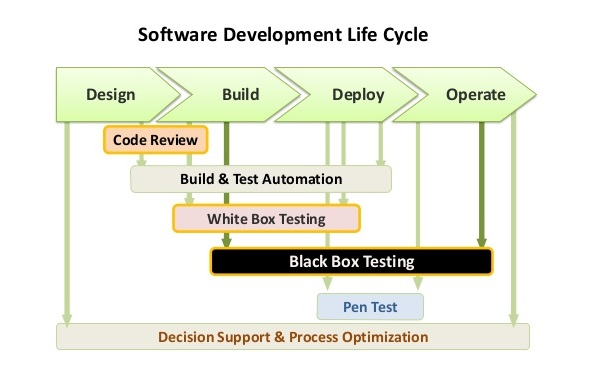 Software Development Life Cycle
Design Build Deploy Operate
Code Review
Build & Test Automation
White Box Testing
Black Box Testing
Pen Test
Decision Support & Process Optimization